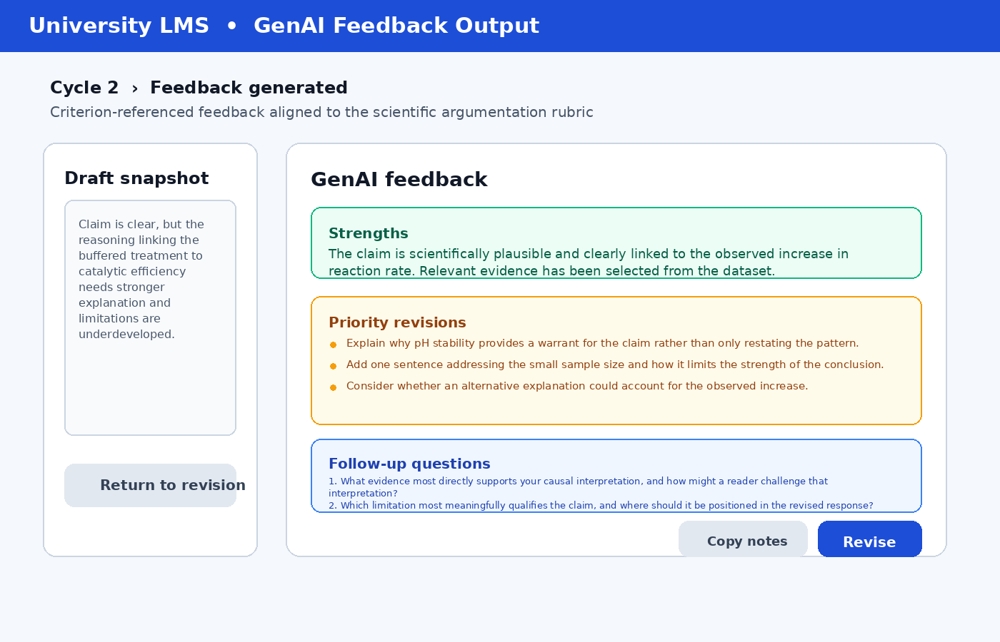 University LMS • GenAI Feedback Output
Cycle 2 › Feedback generated
Criterion-referenced feedback aligned to the scientific argumentation rubric
Draft snapshot
Claim is clear, but the
reasoning linking the
buffered treatment to
catalytic efficiency
needs stronger
explanation and
limitations are
underdeveloped.
Return to revision
GenAI feedback
Strengths
The claim is scientifically plausible and clearly linked to the observed increase in
reaction rate. Relevant evidence has been selected from the dataset.
Priority revisions
● Explain why pH stability provides a warrant for the claim rather than only restating the pattern.
● Add one sentence addressing the small sample size and how it limits the strength of the conclusion.
● Consider whether an alternative explanation could account for the observed increase.
Follow-up questions
1. What evidence most directly supports your causal interpretation, and how might a reader challenge that
interpretation?
2. Which limitation most meaningfully qualifies the claim, and where should it be positioned in the revised response?
Copy notes
Revise